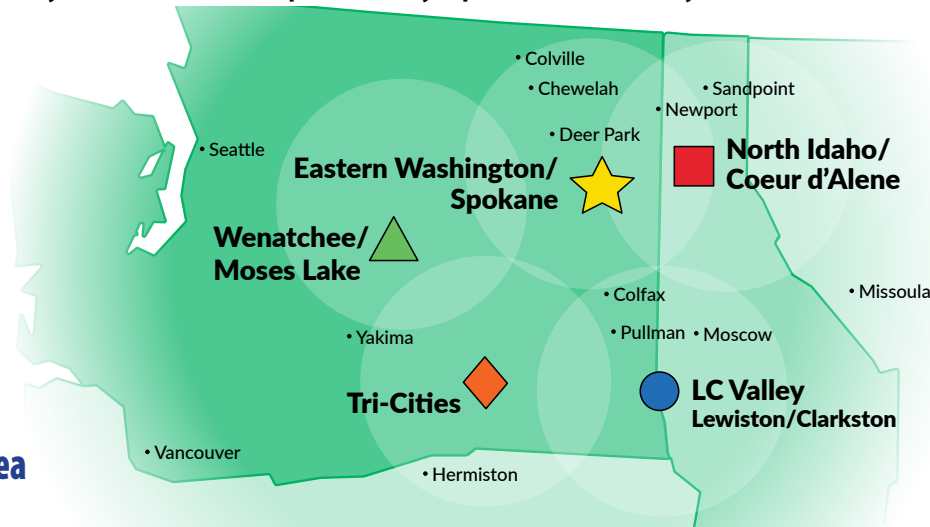 • Colville
• Chewelah
• Sandpoint
• Newport
• Deer Park
• Seattle
North Idaho/
Coeur d’Alene
Eastern Washington/
Spokane
Wenatchee/
Moses Lake
• Missoula
• Colfax
• Pullman
• Moscow
• Yakima
Tri-Cities
LC Valley
Lewiston/Clarkston
• Vancouver
ea
• Hermiston